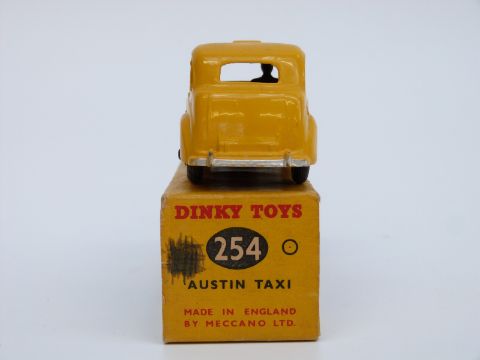 DINKY TOYS
254
AUSTIN TAXI
MADE IN ENGLAND
BY MECCANO LTD.